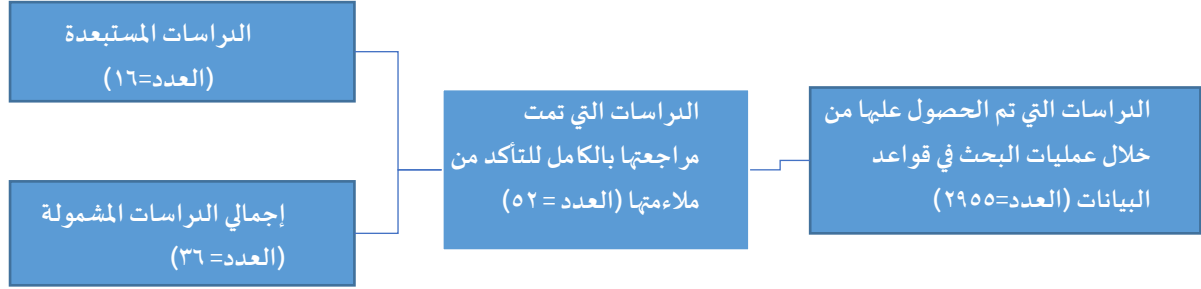 الدراسات التي تم الحصول عليها من
خلال عمليات البحث في قواعد
البيانات (العدد=٢٩٥٥)
الدراسات التي تمت
مراجعتها بالكامل للتأكد من
ملاءمتها (العدد = ٥٢)
الدراسات المستبعدة
(العدد=١٦)
إجمالي الدراسات المشمولة
(العدد= ٣٦)